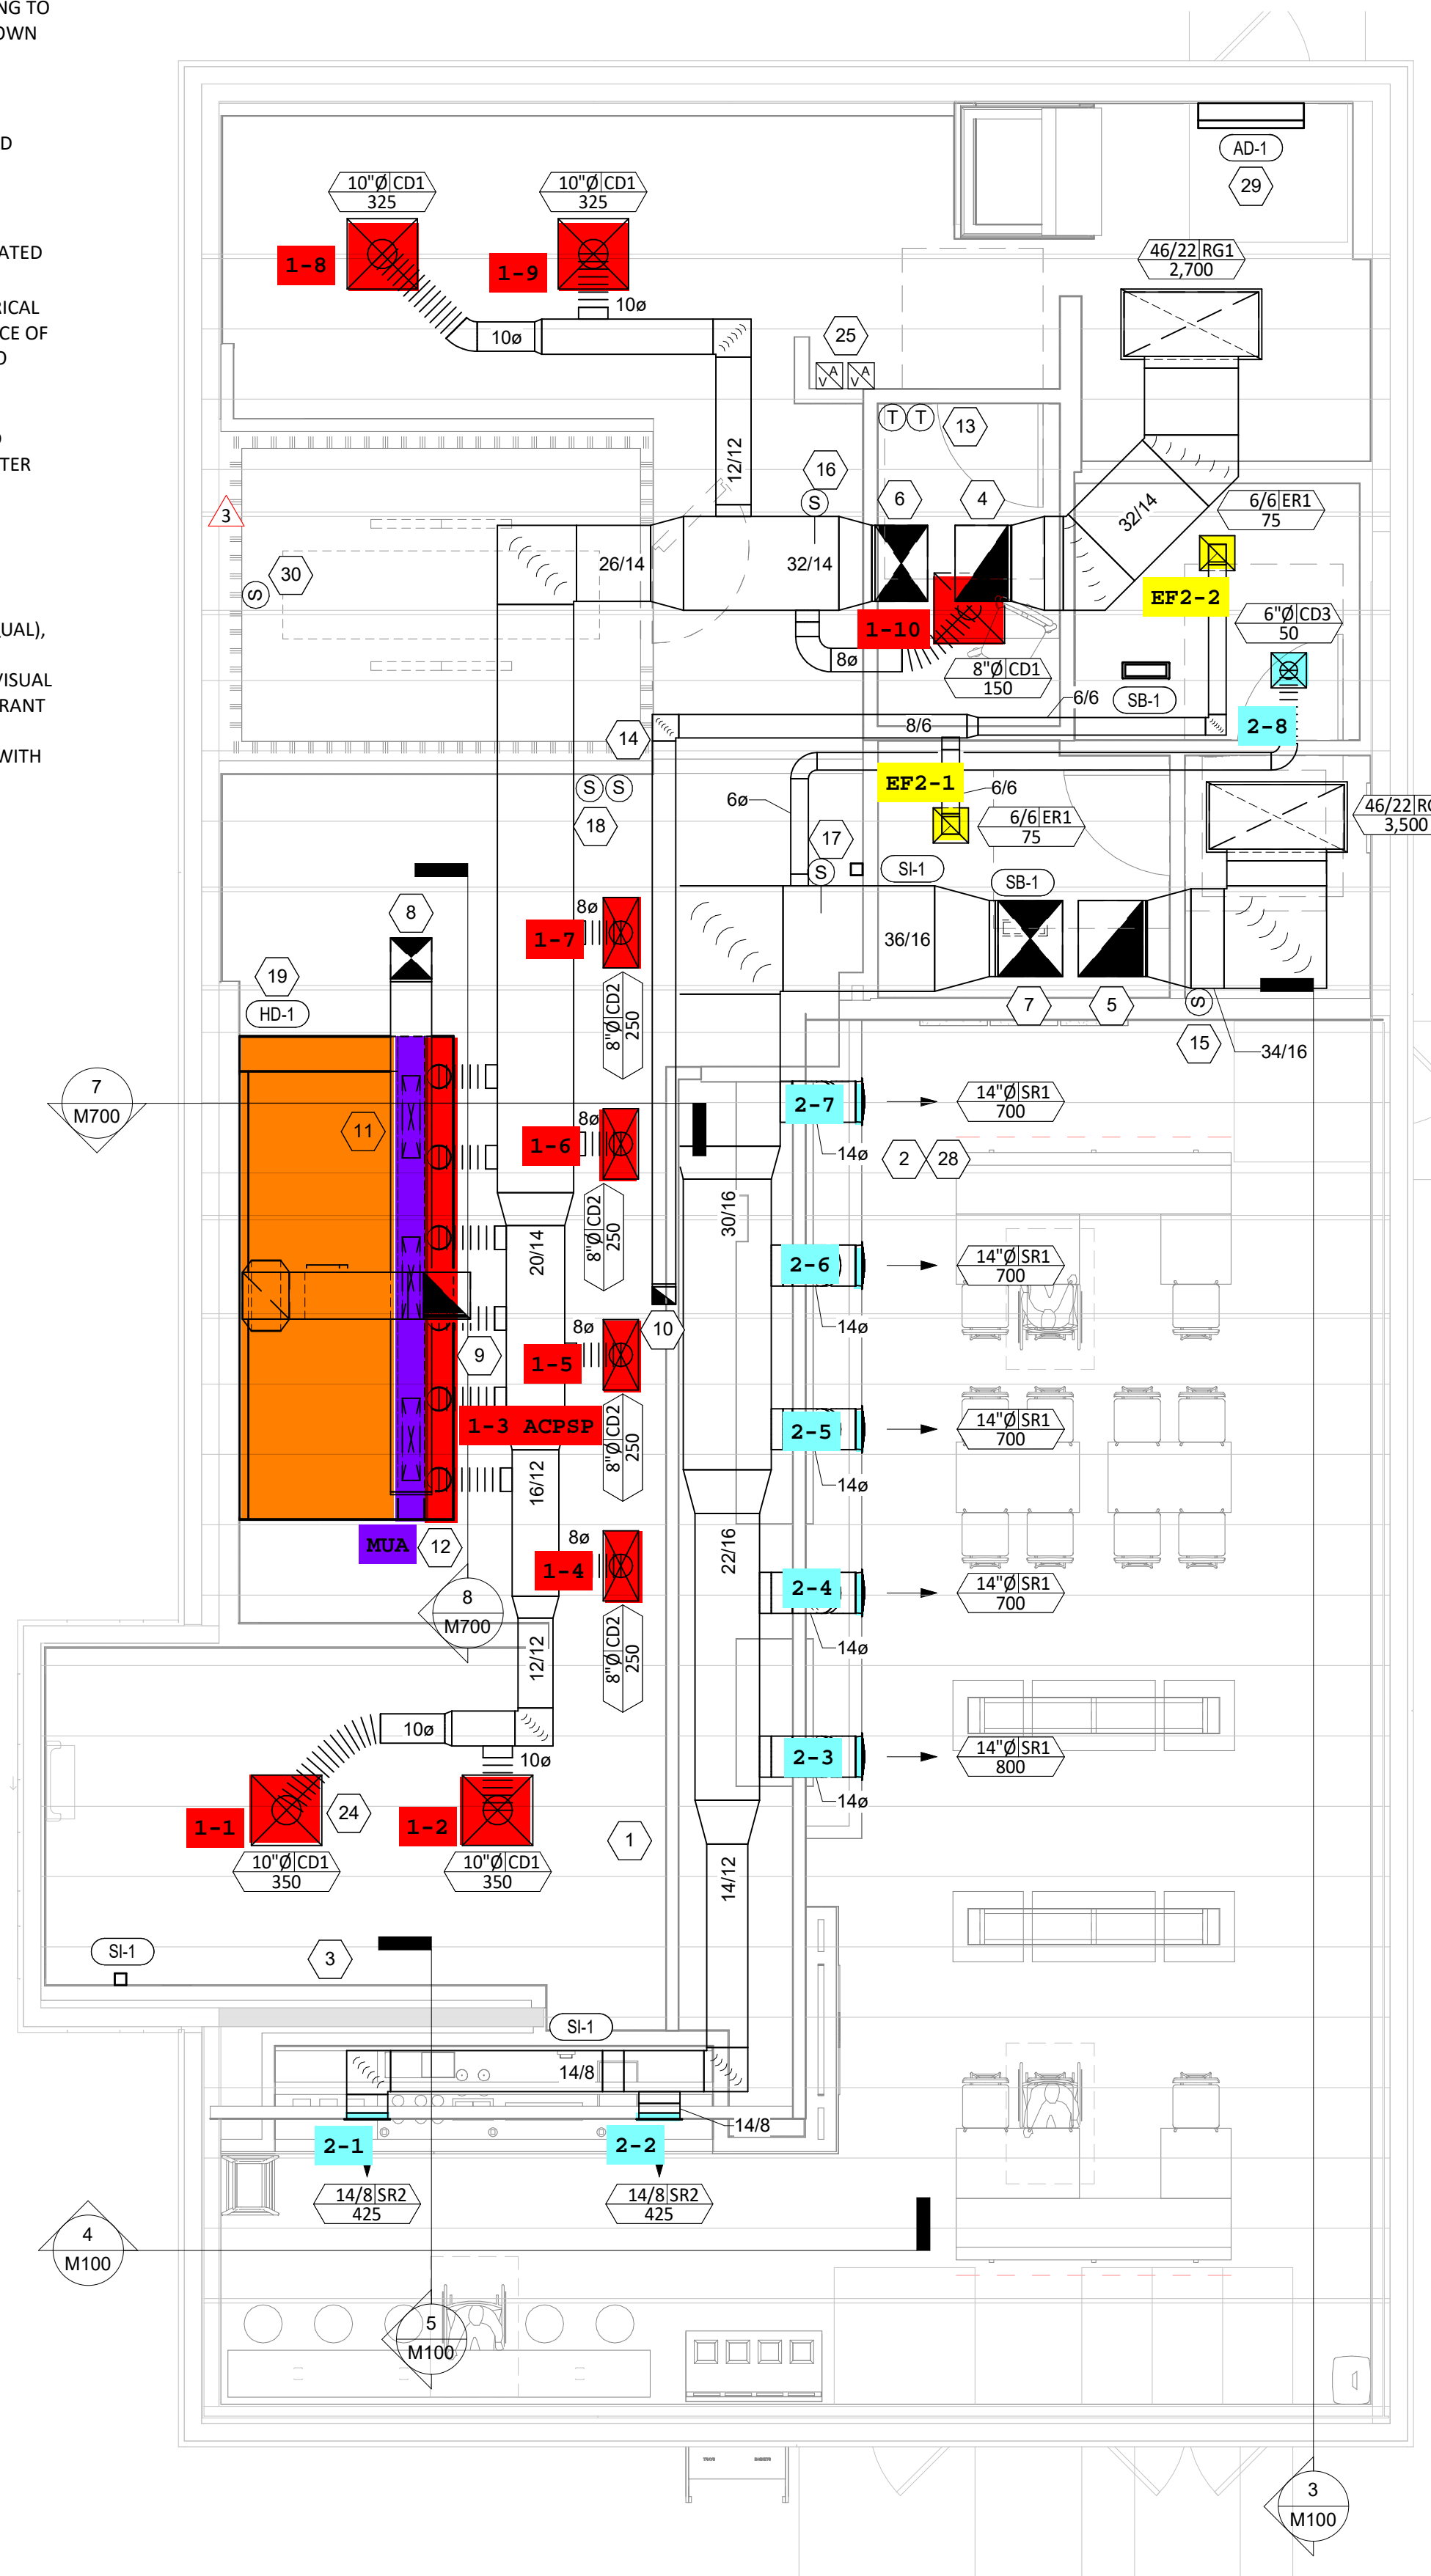 NG TO
OWN
D
ATED
RICAL
CE OF
O
D
TER
UAL),
VISUAL
RANT
WITH
AD-1
29
10"Ø CD1
325
10"Ø CD1
325
46/22 RG1
2,700
1-8
1-9
10ø
10ø
25
A
V
A
V
T T
13
12/12
16
S
6
4
32/14
6/6 ER1
75
3
26/14
32/14
30
S
EF2-2
6"Ø CD3
50
1-10
8ø
8"Ø CD1
150
SB-1
6/6
8/6
2-8
14
EF2-1
6/6
S S
18
6ø
6/6 ER1
75
46/22 RG
3,500
17
S
SI-1
SB-1
8
8ø
1-7
36/16
19
HD-1
8"Ø CD2
250
7
5
S
15
34/16
7
M700
11
2-7
14"Ø SR1
700
8ø
1-6
14ø
2
28
8"Ø CD2
250
30/16
20/14
2-6
14"Ø SR1
700
14ø
10
8ø
9
1-5
1-3 ACPSP
8"Ø CD2
250
2-5
14"Ø SR1
700
14ø
16/12
MUA
12
8ø
1-4
22/16
2-4
14"Ø SR1
700
8
M700
12/12
8"Ø CD2
250
14ø
10ø
10ø
2-3
14"Ø SR1
800
14ø
1-1
24
1-2
1
10"Ø CD1
350
10"Ø CD1
350
14/12
SI-1
3
SI-1
14/8
14/8
2-1
2-2
14/8 SR2
425
14/8 SR2
425
4
M100
5
M100
3
M100